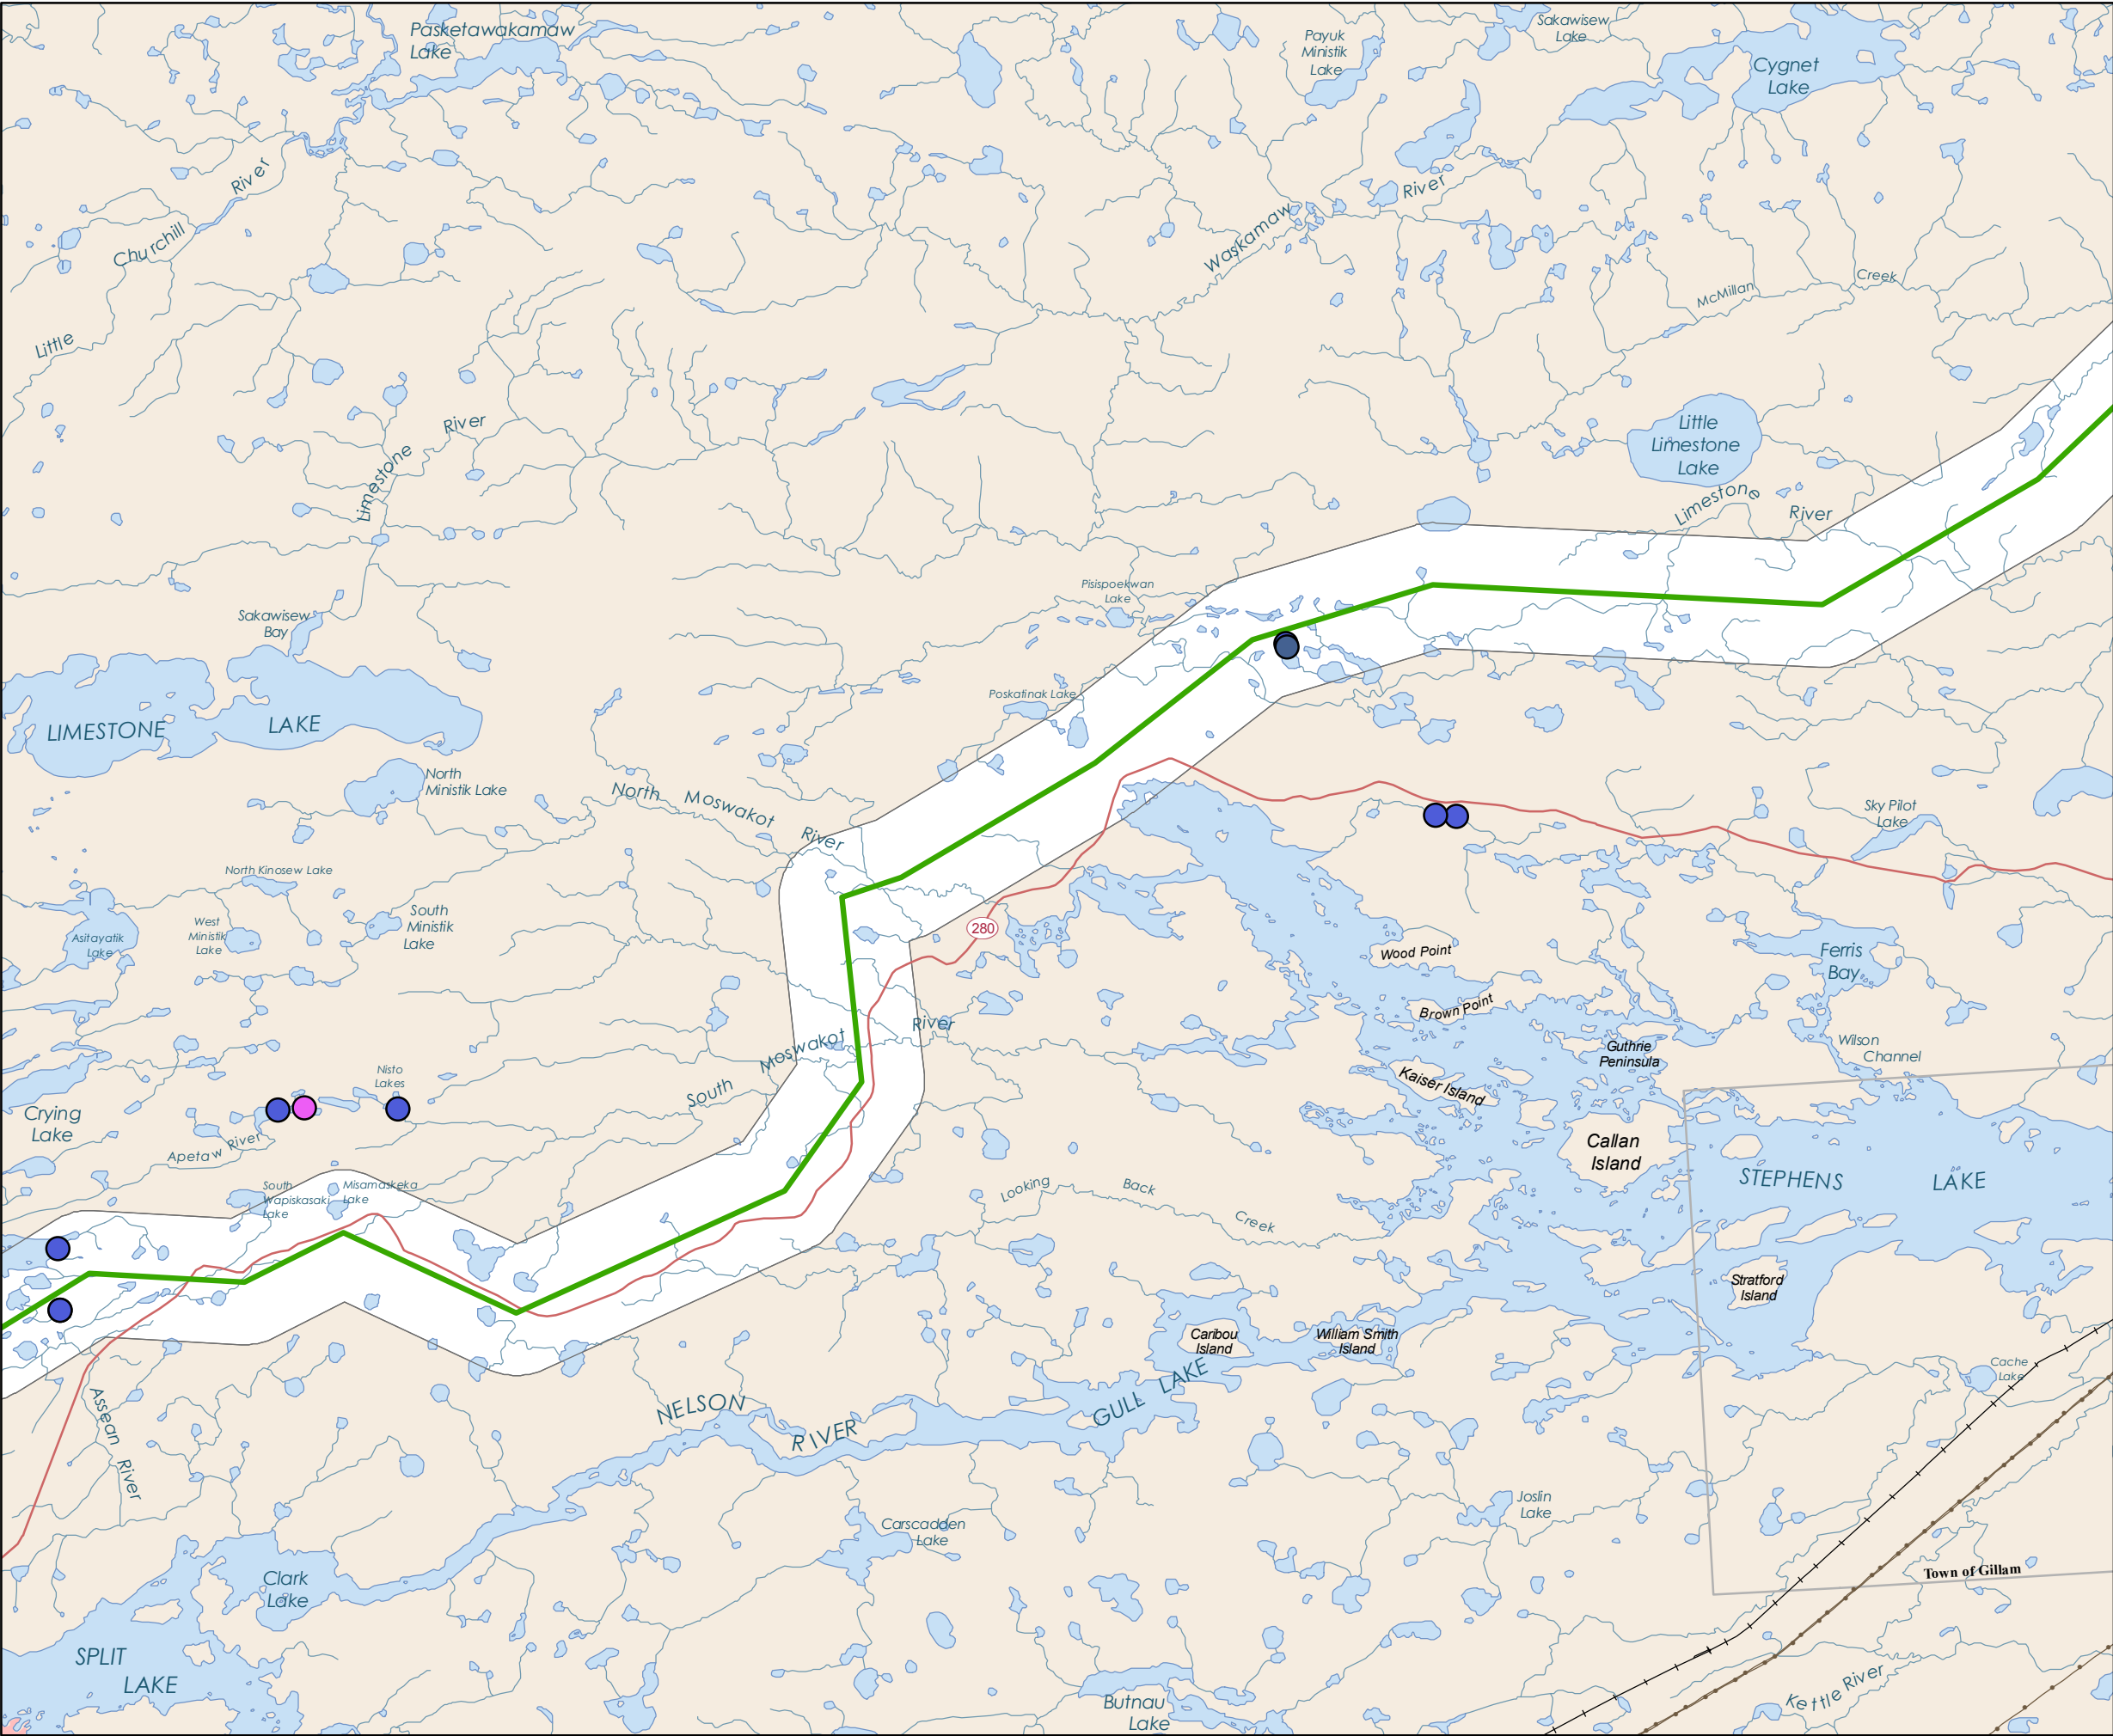 Pasketawakamaw
Lake
Payuk
Ministik
Lake
Sakawisew
Lake
Cygnet
Lake
Little Churchill River
Waskamaw River
McMillan Creek
Limestone River
Little
Limestone
Lake
Limestone River
Sakawisew
Bay
Pisispoekwan
Lake
LIMESTONE LAKE
Poskatinak Lake
North
Ministik Lake
North Moswakot River
Sky Pilot
Lake
North Kinosew Lake
South
Ministik
Lake
West
Ministik
Lake
Asitayatik
Lake
280
Wood Point
Ferris
Bay
Brown Point
South Moswakot River
Guthrie
Peninsula
Wilson
Channel
Kaiser Island
Nisto
Lakes
Crying
Lake
Apetaw River
Callan
Island
STEPHENS LAKE
South
Wapiskasaki
Lake
Misamaskeka
Lake
Looking Back Creek
Stratford
Island
Caribou
Island
William Smith
Island
GULL LAKE
Cache
Lake
Assean River
NELSON RIVER
Joslin
Lake
Carscadden
Lake
Clark
Lake
Town of Gillam
SPLIT
LAKE
Butnau
Lake
Kettle River